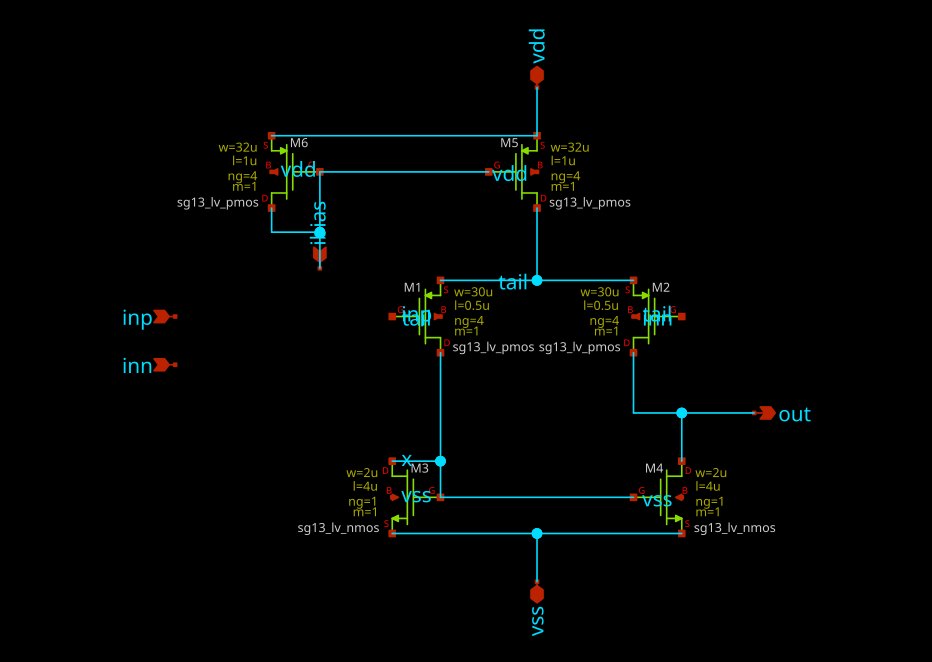 vdd
M6
M5
w=32u
l=1u
ng=4
m=1
S
B
G
D
vdd
sg13_lv_pmos
w=32u
l=1u
ng=4
m=1
S
B
G
D
vdd
sg13_lv_pmos
ibias
tail
M1
M2
w=30u
l=0.5u
ng=4
m=1
S
B
G
D
inp
tail
sg13_lv_pmos
w=30u
l=0.5u
ng=4
m=1
S
B
G
D
tail
sg13_lv_pmos
inp
inn
out
x
M3
M4
w=2u
l=4u
ng=1
m=1
D
B
G
S
vss
sg13_lv_nmos
w=2u
l=4u
ng=1
m=1
D
B
G
S
vss
sg13_lv_nmos
vss